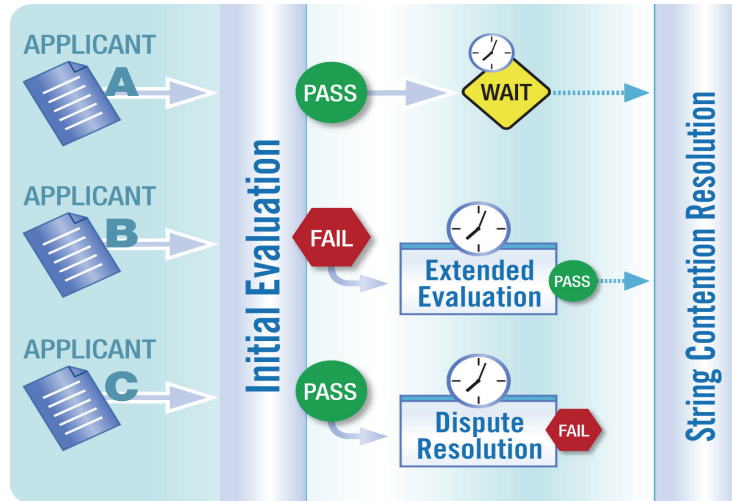 APPLICANT
A
PASS
WAIT
APPLICANT
B
FAIL
Extended
Evaluation
PASS
APPLICANT
C
PASS
Dispute
Resolution
FAIL
Initial Evaluation
String Contention Resolution